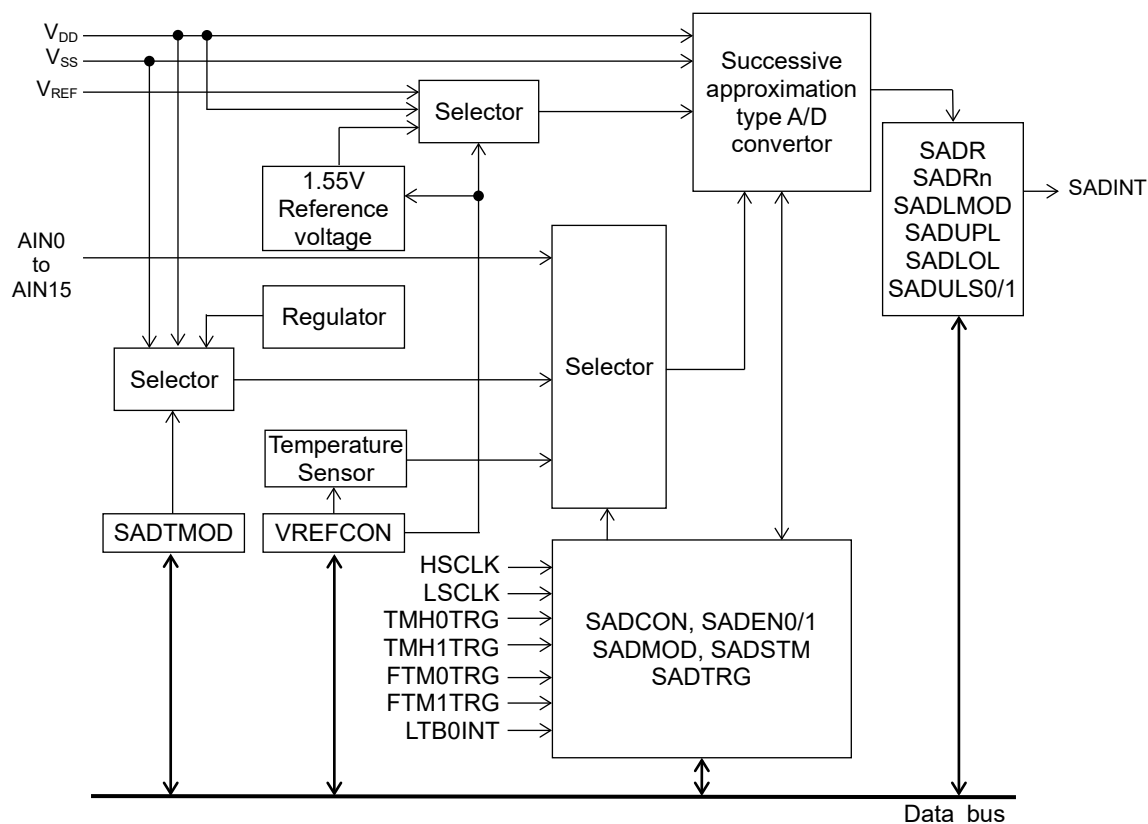 VDD
VSS
VREF
Selector
1.55V
Reference
voltage
Successive
approximation
type A/D
convertor
SADR
SADRn
SADLMOD
SADUPL
SADLOL
SADULS0/1
SADINT
AIN0
to
AIN15
Regulator
Selector
Selector
Temperature
Sensor
SADTMOD
VREFCON
HSCLK
LSCLK
TMH0TRG
TMH1TRG
FTM0TRG
FTM1TRG
LTB0INT
SADCON, SADEN0/1
SADMOD, SADSTM
SADTRG
Data bus